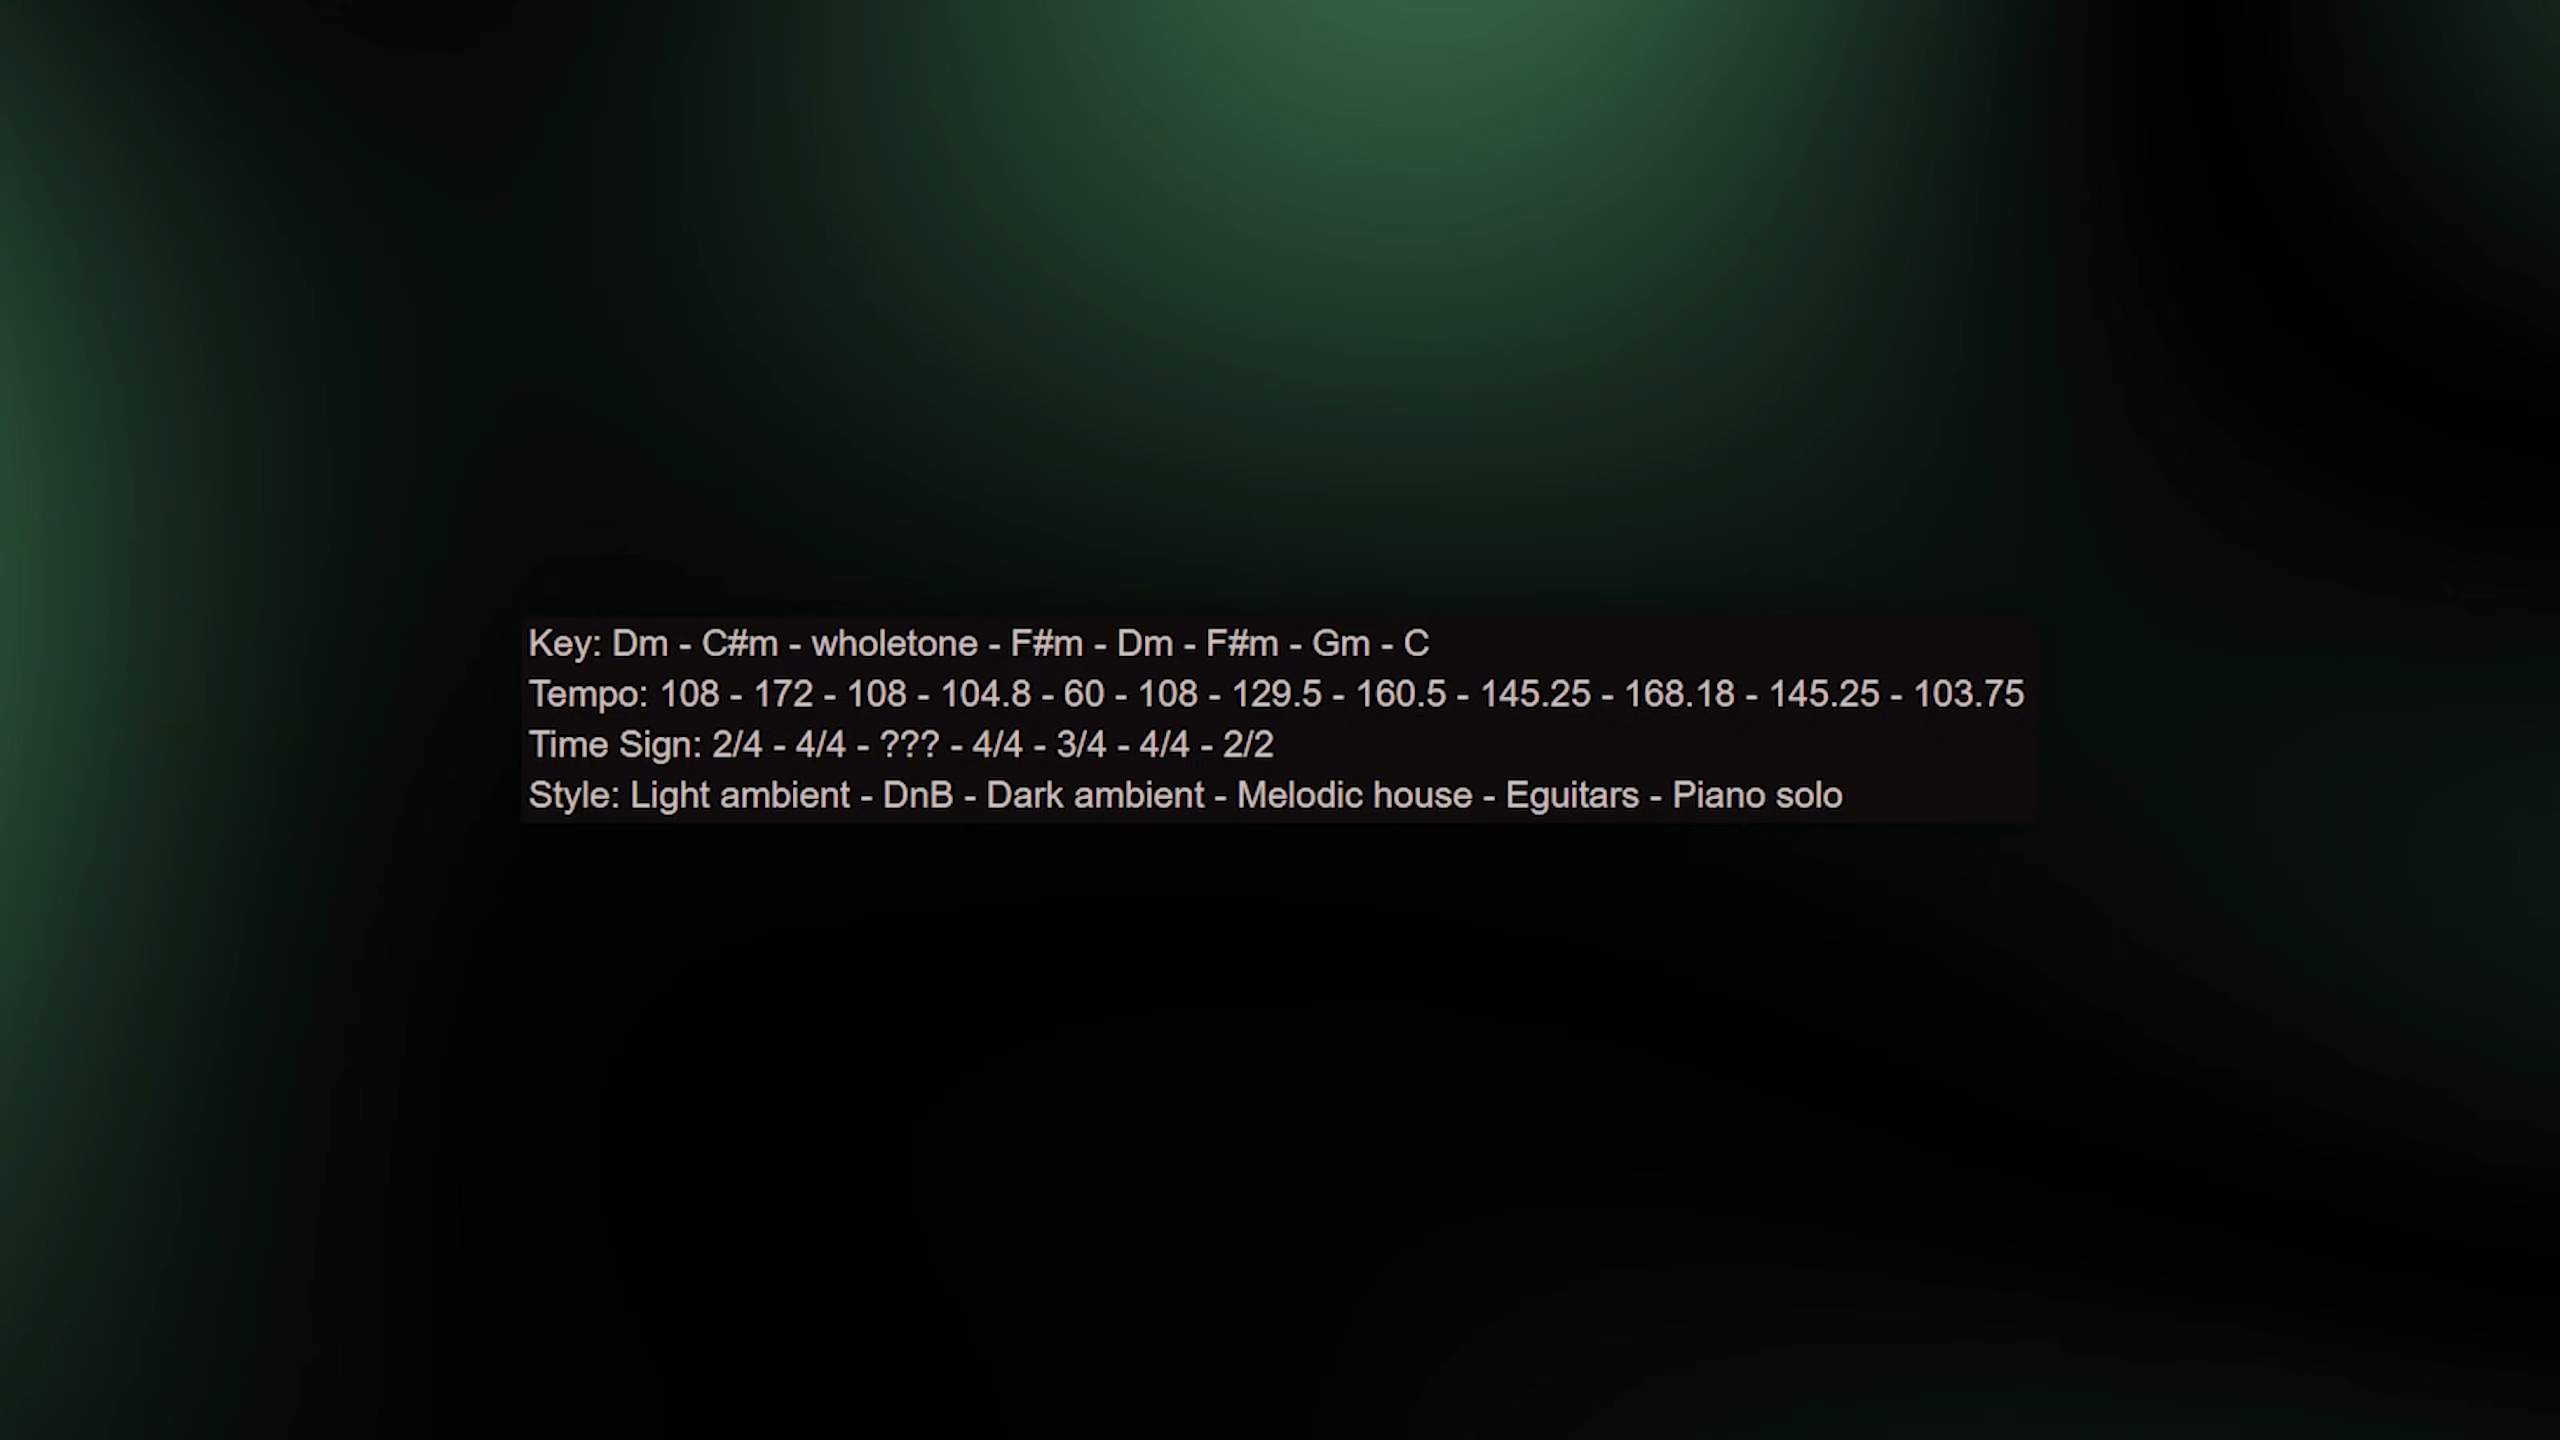 Key: Dm - C#m - wholetone - F#m - Dm - F#m - Gm - C
Tempo: 108 - 172 - 108 - 104.8 - 60 - 108 - 129.5 - 160.5 - 145.25 - 168.18 - 145.25 - 103.75
Time Sign: 2/4 - 4/4 - ??? - 4/4 - 3/4 - 4/4 - 2/2
Style: Light ambient - DnB - Dark ambient - Melodic house - Eguitars - Piano solo